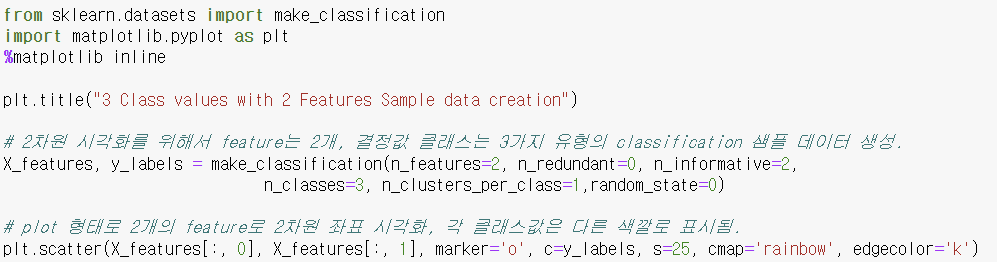 from sklearn.datasets import make_classification
import matplotlib.pyplot as plt
%matplotlib inline
plt.title("3 Class values with 2 Features Sample data creation")
# 2차원 시각화를 위해서 feature는 2개, 결정값 클래스는 3가지 유형의 classification 샘플 데이터 생성.
X_features, y_labels = make_classification(n_features=2, n_redundant=0, n_informative=2,
n_classes=3, n_clusters_per_class=1,random_state=0)
# plot 형태로 2개의 feature로 2차원 좌표 시각화, 각 클래스값은 다른 색깔로 표시됨.
plt.scatter(X_features[:, 0], X_features[:, 1], marker='o', c=y_labels, s=25, cmap='rainbow', edgecolor='k')